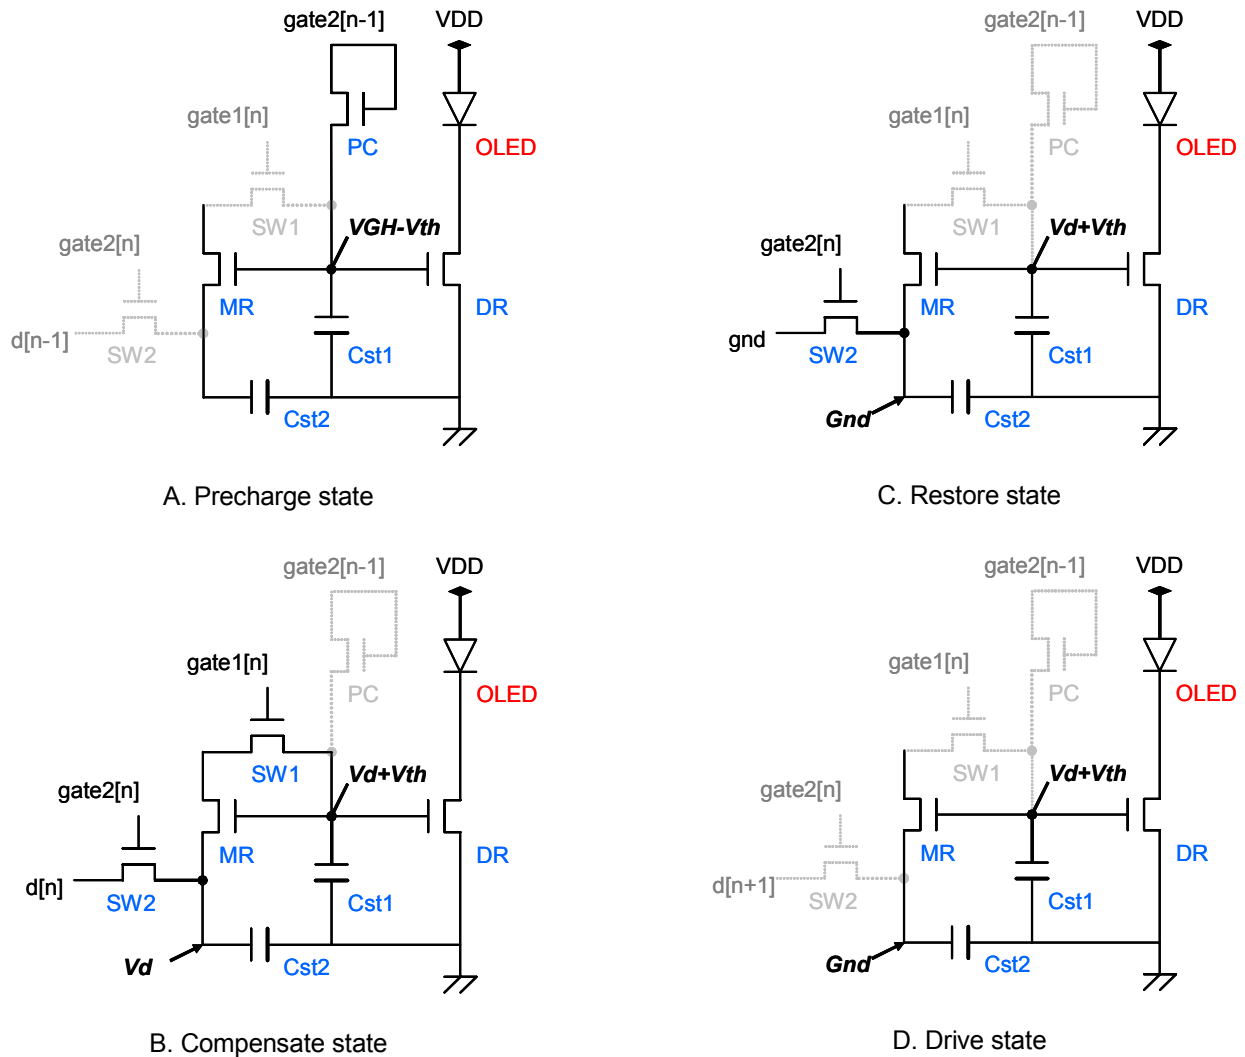 gate2[n-1]
VDD
gate1[n]
PC
OLED
SW1
VGH-Vth
gate2[n]
MR
DR
d[n-1]
SW2
Cst1
Cst2
A. Precharge state
gate2[n-1]
VDD
gate1[n]
PC
OLED
SW1
Vd+Vth
gate2[n]
MR
DR
gnd
SW2
Cst1
Gnd
Cst2
C. Restore state
gate2[n-1]
VDD
gate1[n]
PC
OLED
SW1
Vd+Vth
gate2[n]
MR
DR
d[n]
SW2
Cst1
Vd
Cst2
B. Compensate state
gate2[n-1]
VDD
gate1[n]
PC
OLED
SW1
Vd+Vth
gate2[n]
MR
DR
d[n+1]
SW2
Cst1
Gnd
Cst2
D. Drive state